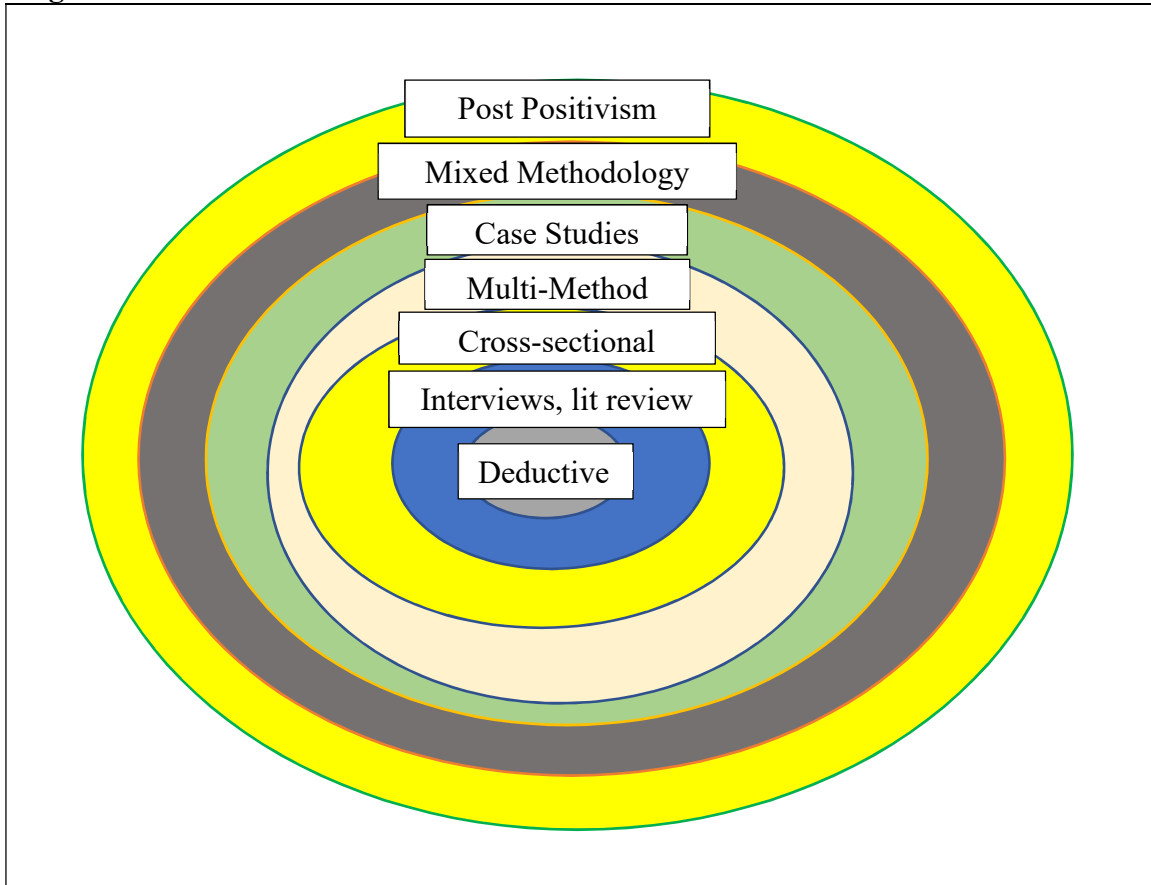 Post Positivism
Mixed Methodology
Case Studies
Multi-Method
Cross-sectional
Interviews, lit review
Deductive